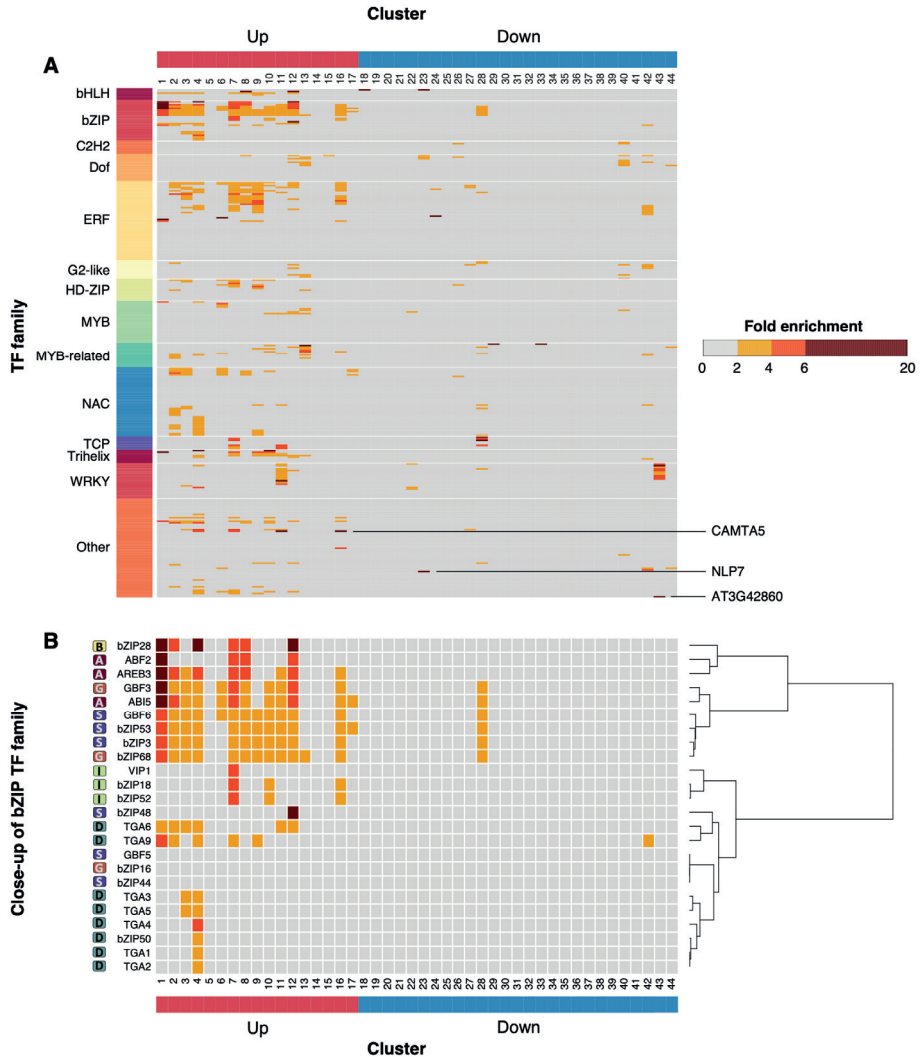 Cluster
Up Down
A
1 2 3 4 5 6 7 8 9 10 11 12 13 14 15 16 17 18 19 20 21 22 23 24 25 26 27 28 29 30 31 32 33 34 35 36 37 38 39 40 41 42 43 44
TF family
bHLH
bZIP
C2H2
Dof
ERF
G2-like
HD-ZIP
MYB
MYB-related
NAC
TCP
Trihelix
WRKY
Other
CAMTA5
NLP7
AT3G42860
Fold enrichment
0 2 4 6 20
B
Close-up of bZIP TF family
B bZIP28
A ABF2
A AREB3
G GBF3
A ABI5
S GBF6
S bZIP53
S bZIP3
G bZIP68
I VIP1
I bZIP18
I bZIP52
S bZIP48
D TGA6
D TGA9
S GBF5
G bZIP16
S bZIP44
D TGA3
D TGA5
D TGA4
D bZIP50
D TGA1
D TGA2
1 2 3 4 5 6 7 8 9 10 11 12 13 14 15 16 17 18 19 20 21 22 23 24 25 26 27 28 29 30 31 32 33 34 35 36 37 38 39 40 41 42 43 44
Up Down
Cluster